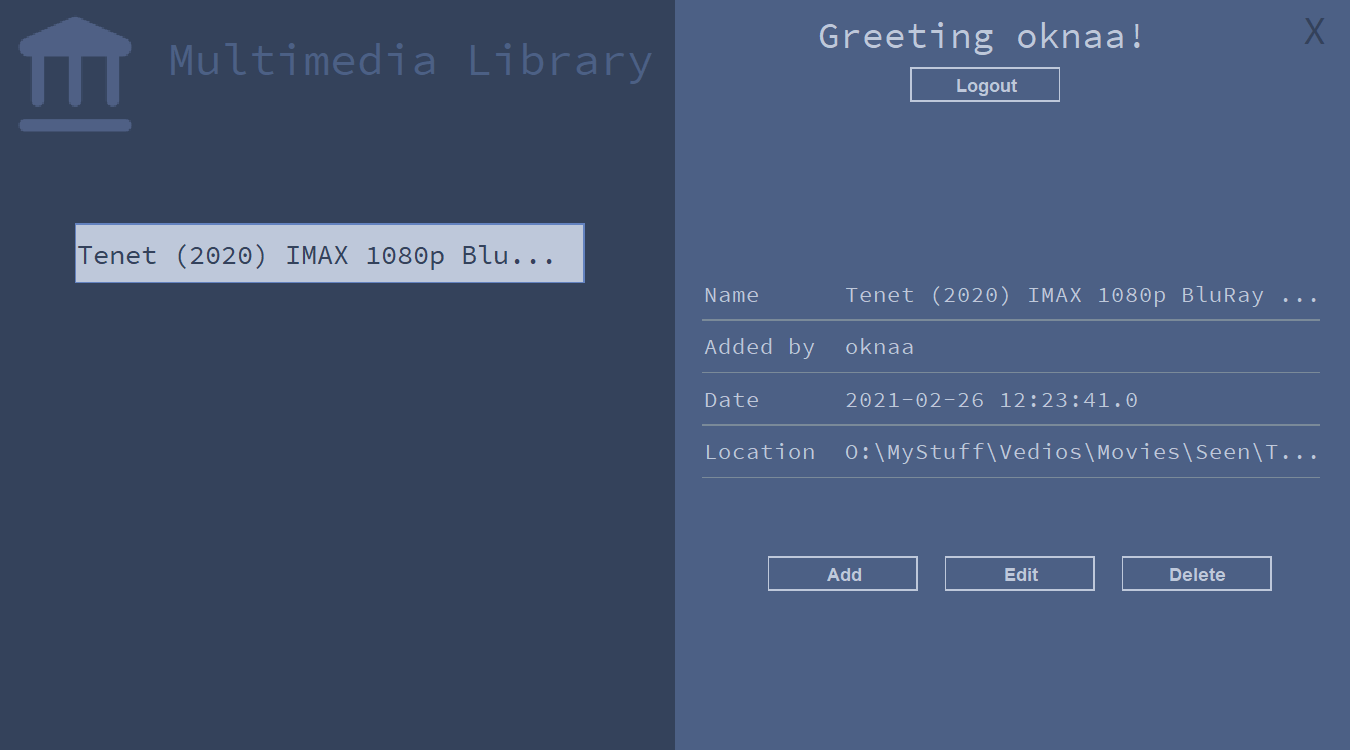 Multimedia Library
Tenet (2020) IMAX 1080p Blu...
Greeting oknaa!
X
Logout
Name Tenet (2020) IMAX 1080p BluRay ...
Added by oknaa
Date 2021-02-26 12:23:41.0
Location O:\MyStuff\Vedios\Movies\Seen\T...
Add Edit Delete